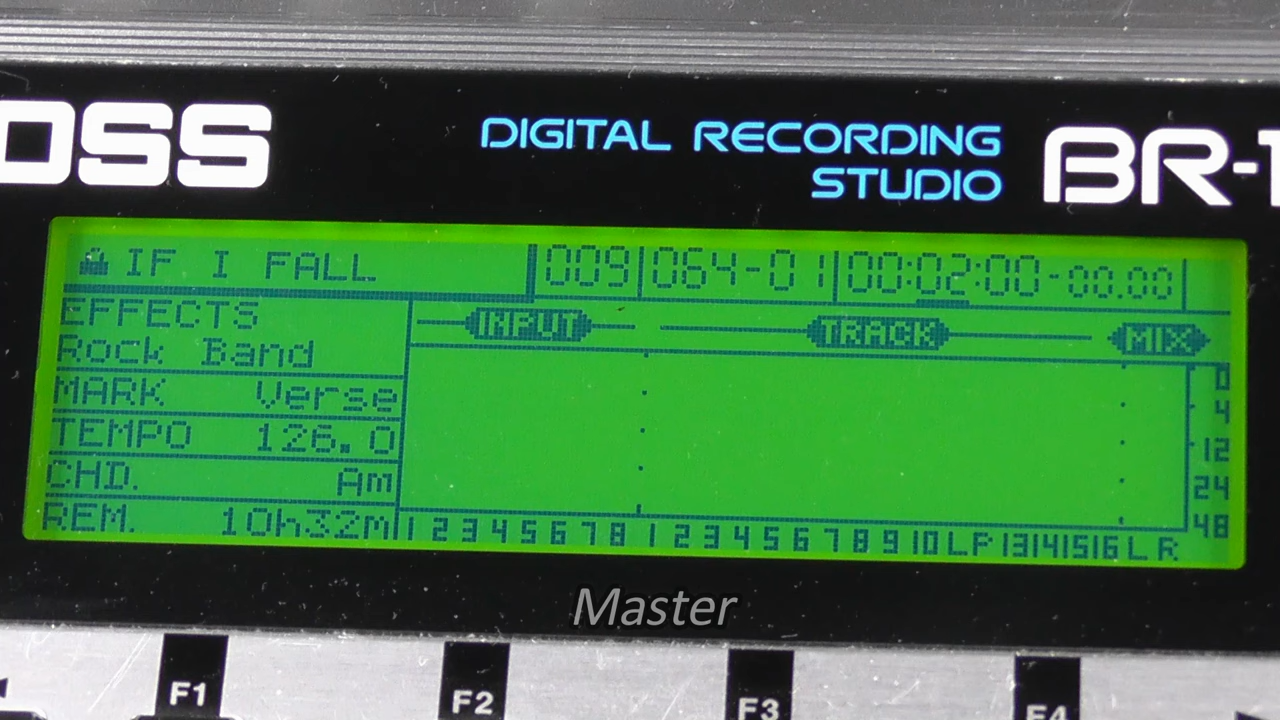 OSS
DIGITAL RECORDING
STUDIO
BR-1
IF I FALL 009 064-01 00:02:00-00.00
EFFECTS
Rock Band
INPUT TRACK MIX
MARK Verse
TEMPO 126.0
CHD. Am
REM. 10h32m
0
4
12
24
48
1 2 3 4 5 6 7 8 1 2 3 4 5 6 7 8 9 10 L P 13 14 15 16 L R
Master
F1 F2 F3 F4